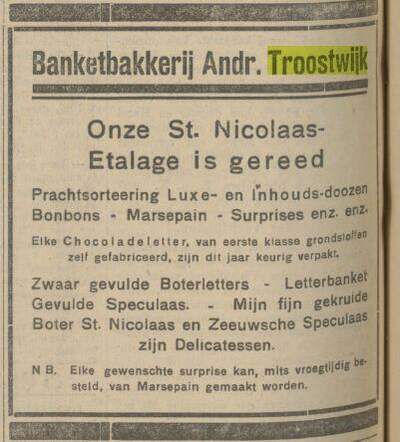 Banketbakkerij Andr. Troostwijk
Onze St. Nicolaas-
Etalage is gereed
Prachtsorteering Luxe- en Inhouds-doozen
Bonbons - Marsepain - Surprises enz. enz.
Elke Chocoladeletter, van eerste klasse grondstoffen
zelf gefabriceerd, zijn dit jaar keurig verpakt.
Zwaar gevulde Boterletters - Letterbanket
Gevulde Speculaas. - Mijn fijn gekruide
Boter St. Nicolaas en Zeeuwsche Speculaas
zijn Delicatessen.
N B. Elke gewenschte surprise kan, mits vroegtijdig be-
steld, van Marsepain gemaakt worden.